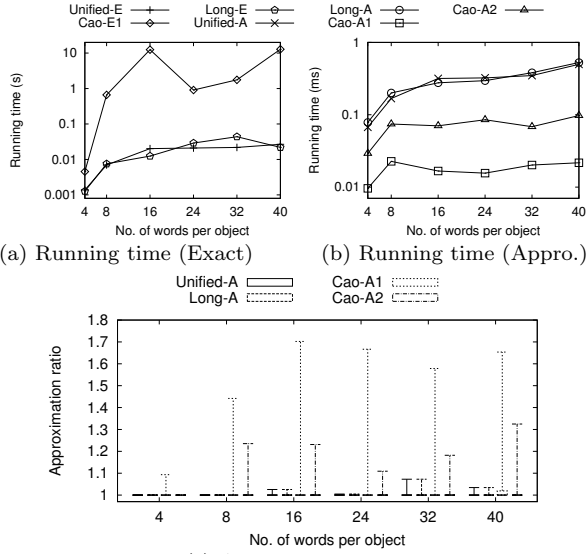 Unified-E Long-E Long-A Cao-A2
Cao-E1 Unified-A Cao-A1
Running time (s)
10
1
0.1
0.01
0.001
4 8 16 24 32 40
No. of words per object
Running time (ms)
1
0.1
0.01
4 8 16 24 32 40
No. of words per object
(a) Running time (Exact) (b) Running time (Appro.)
Unified-A Cao-A1
Long-A Cao-A2
Approximation ratio
1.8
1.7
1.6
1.5
1.4
1.3
1.2
1.1
1
4 8 16 24 32 40
No. of words per object